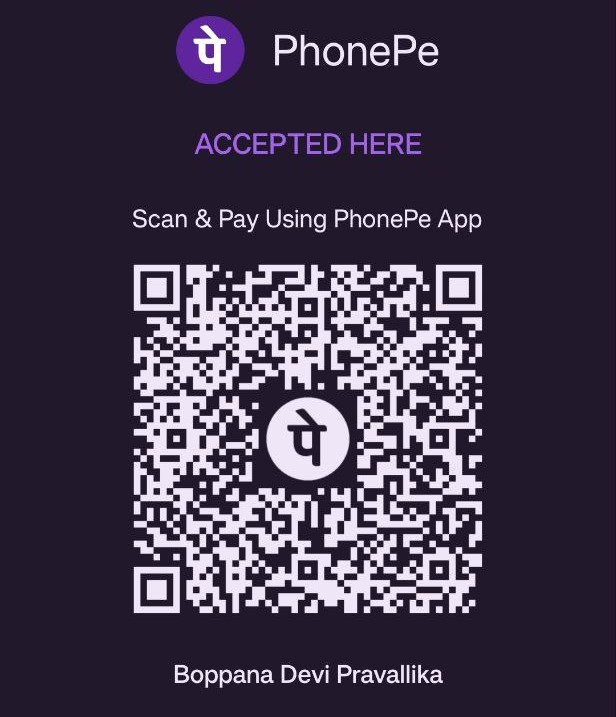 पे PhonePe
ACCEPTED HERE
Scan & Pay Using PhonePe App
पे
Boppana Devi Pravallika